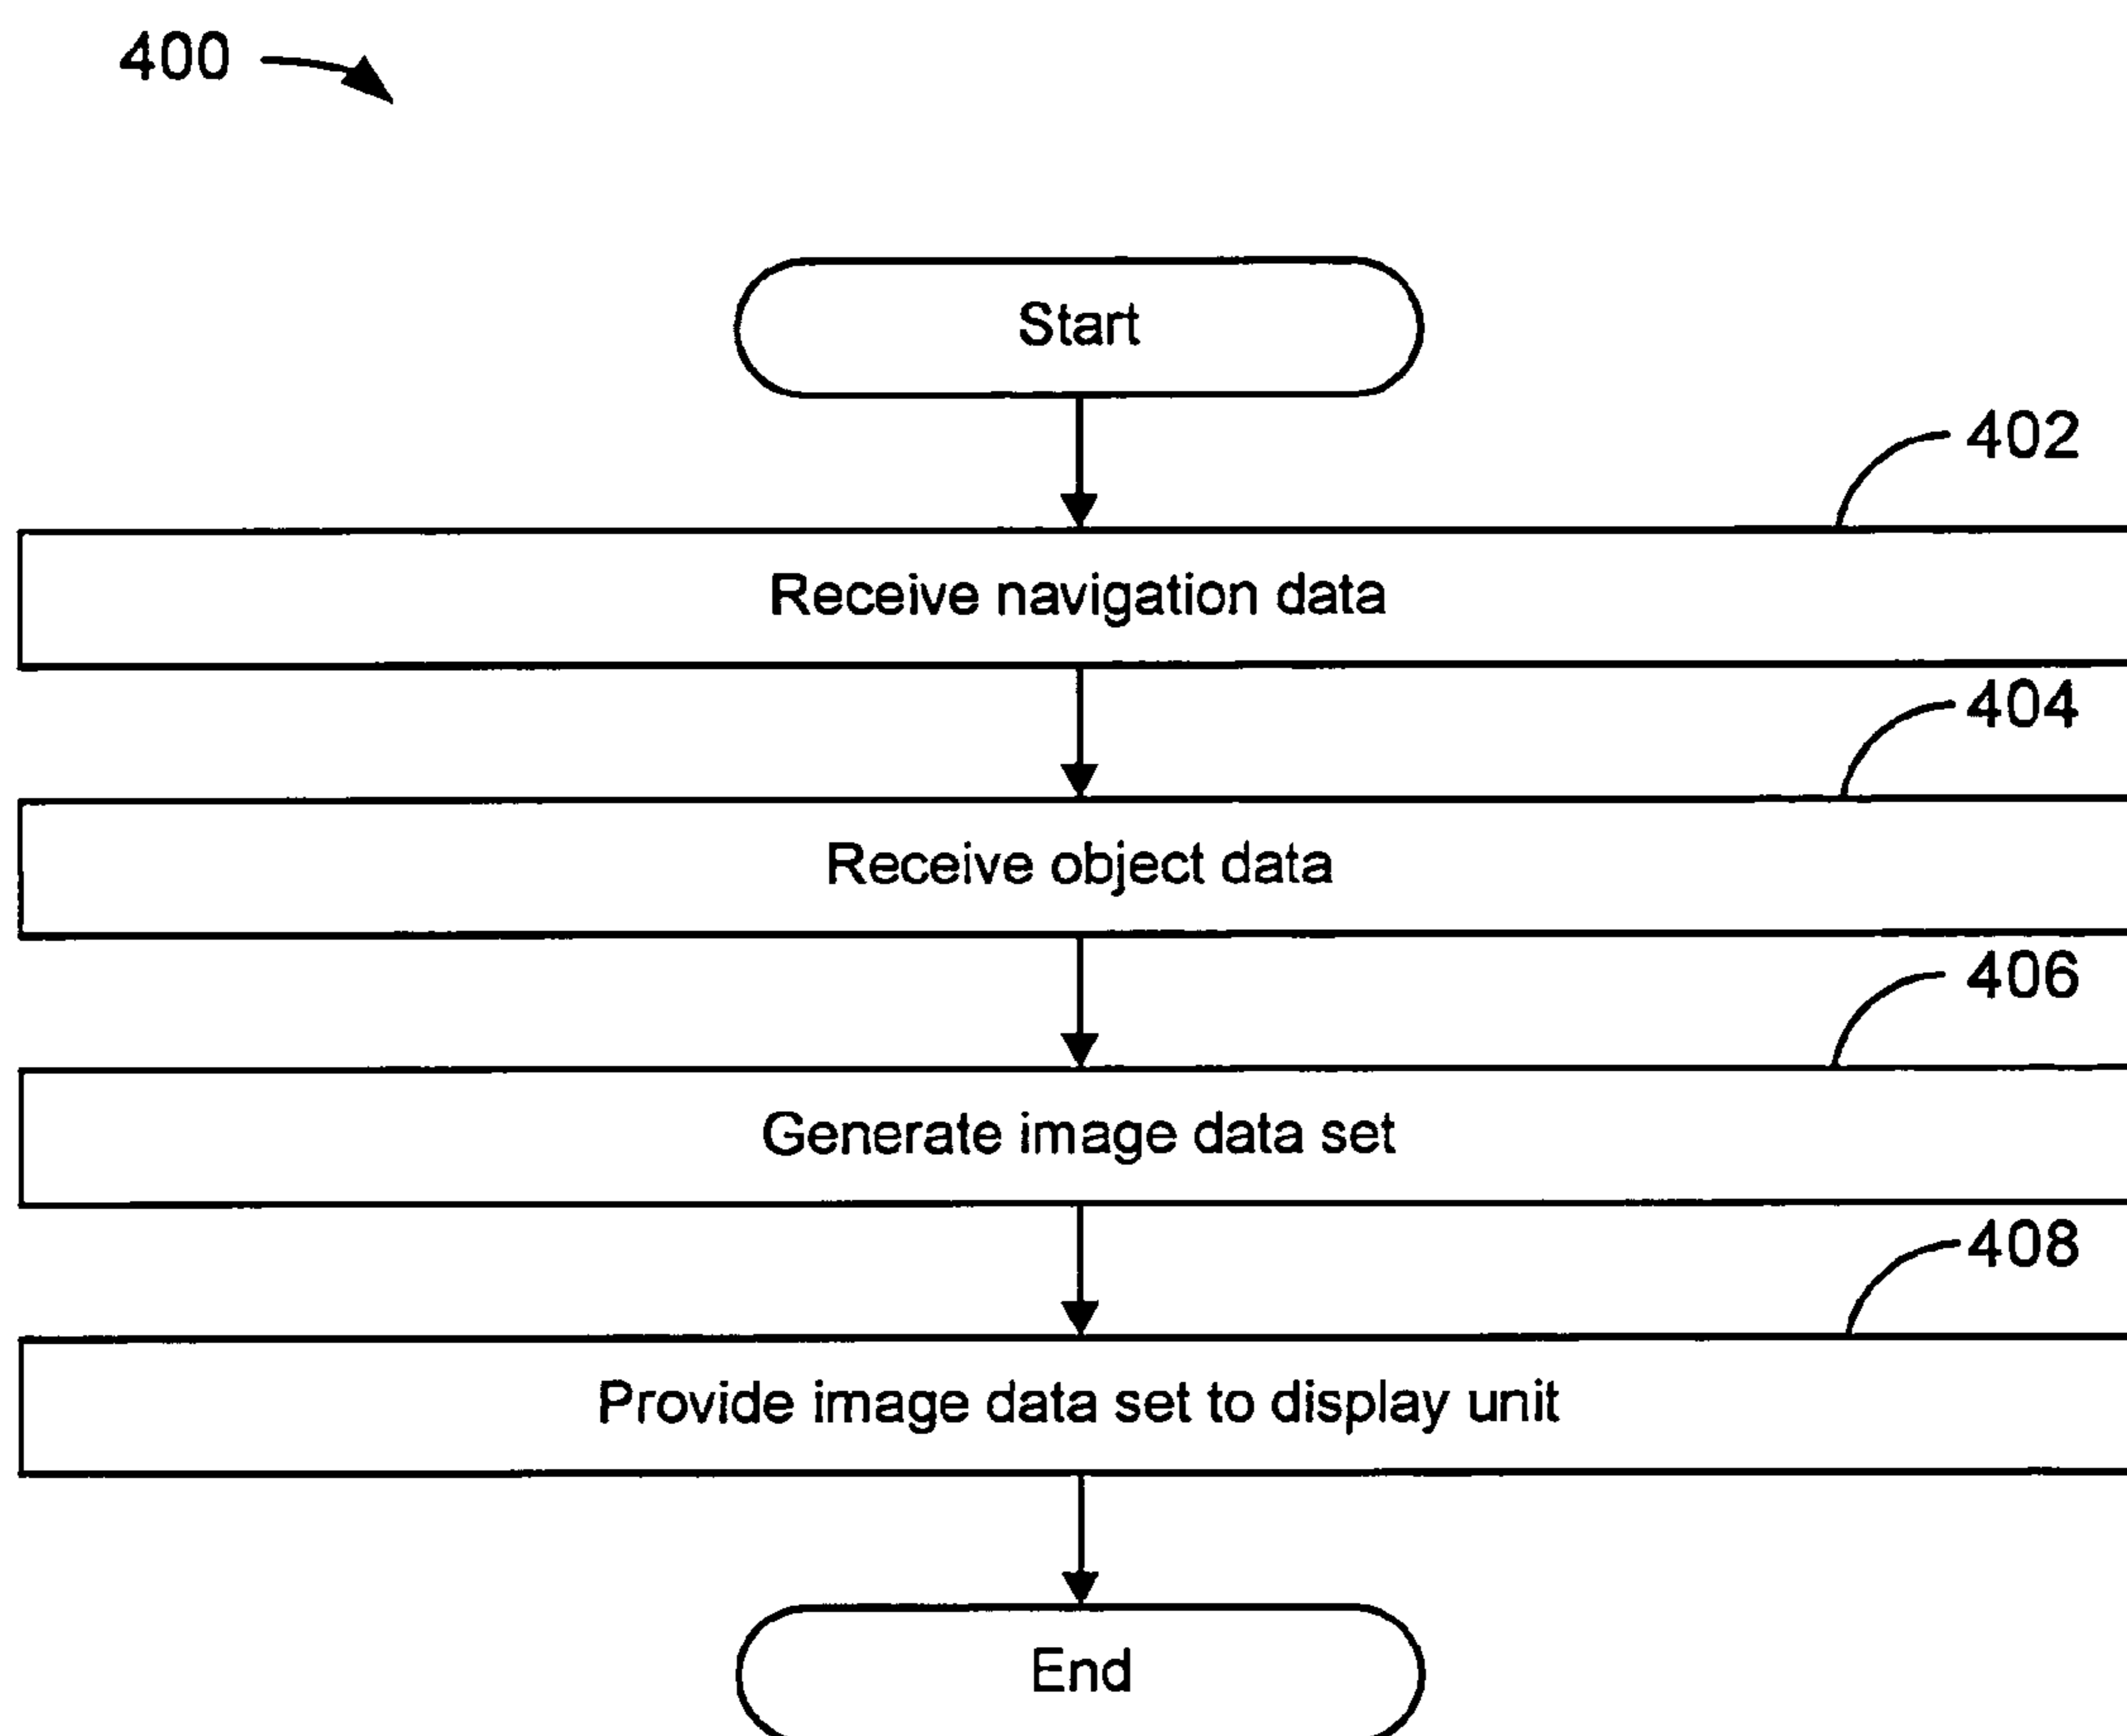 400
Start
402
Receive navigation data
404
Receive object data
406
Generate image data set
408
Provide image data set to display unit
End